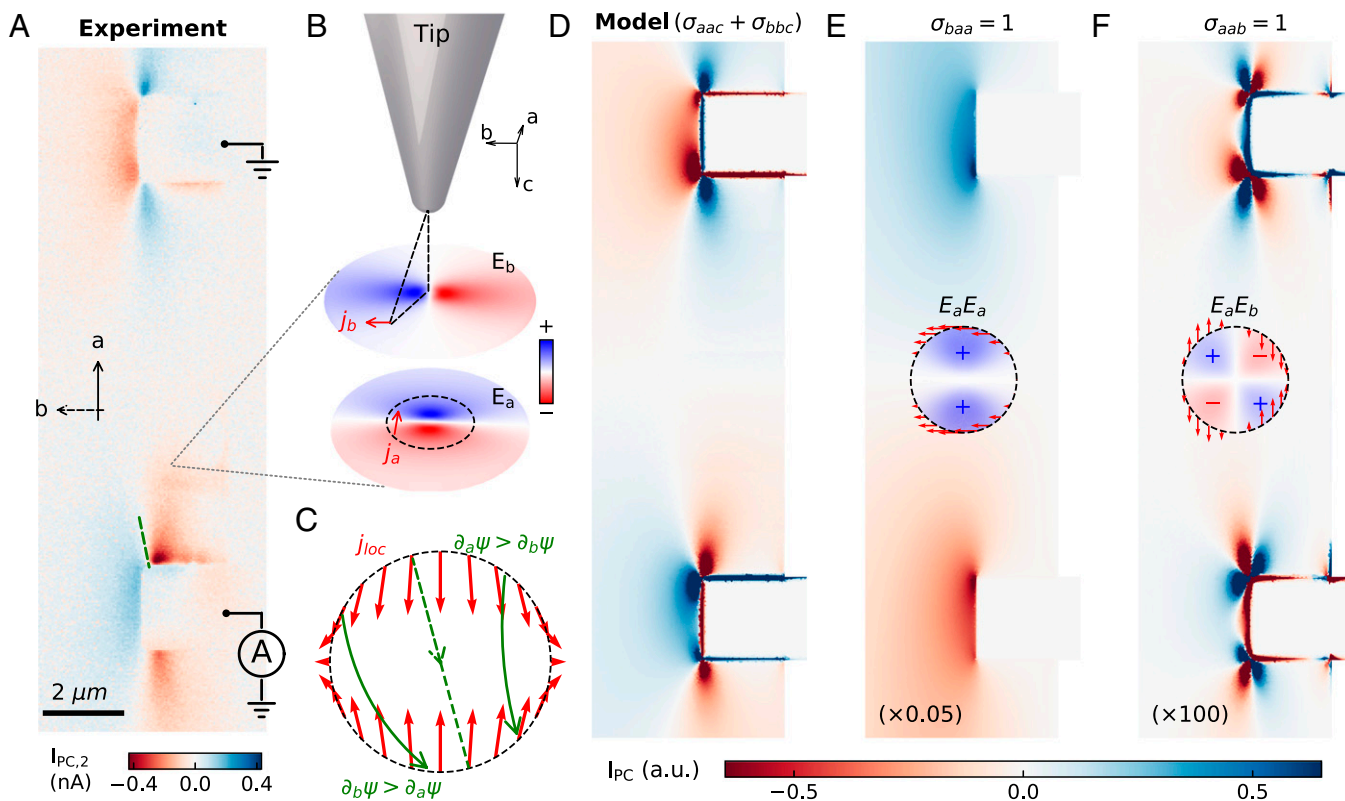 A
Experiment
a
b
2 μm
A
I_PC,2
(nA)
−0.4
0.0
0.4
B
Tip
a
b
c
E_b
j_b
+
−
E_a
j_a
C
j_loc
∂_aψ > ∂_bψ
∂_bψ > ∂_aψ
D
Model (σ_aac + σ_bbc)
E
σ_baa = 1
E_aE_a
+
+
(×0.05)
F
σ_aab = 1
E_aE_b
+
−
−
+
(×100)
I_PC (a.u.)
−0.5
0.0
0.5